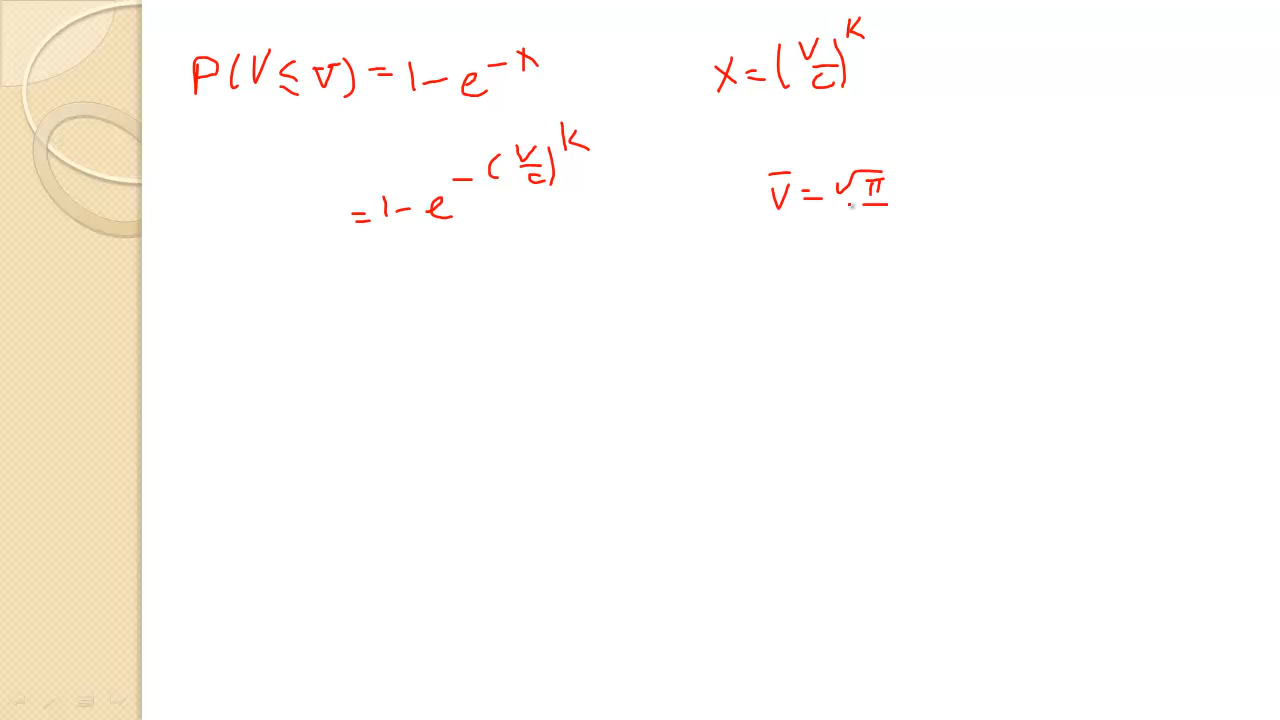 P(V ≤ v) = 1 - e^{-x}
x = (v/c)^k
= 1 - e^{-(v/c)^k}
v̄ = √π